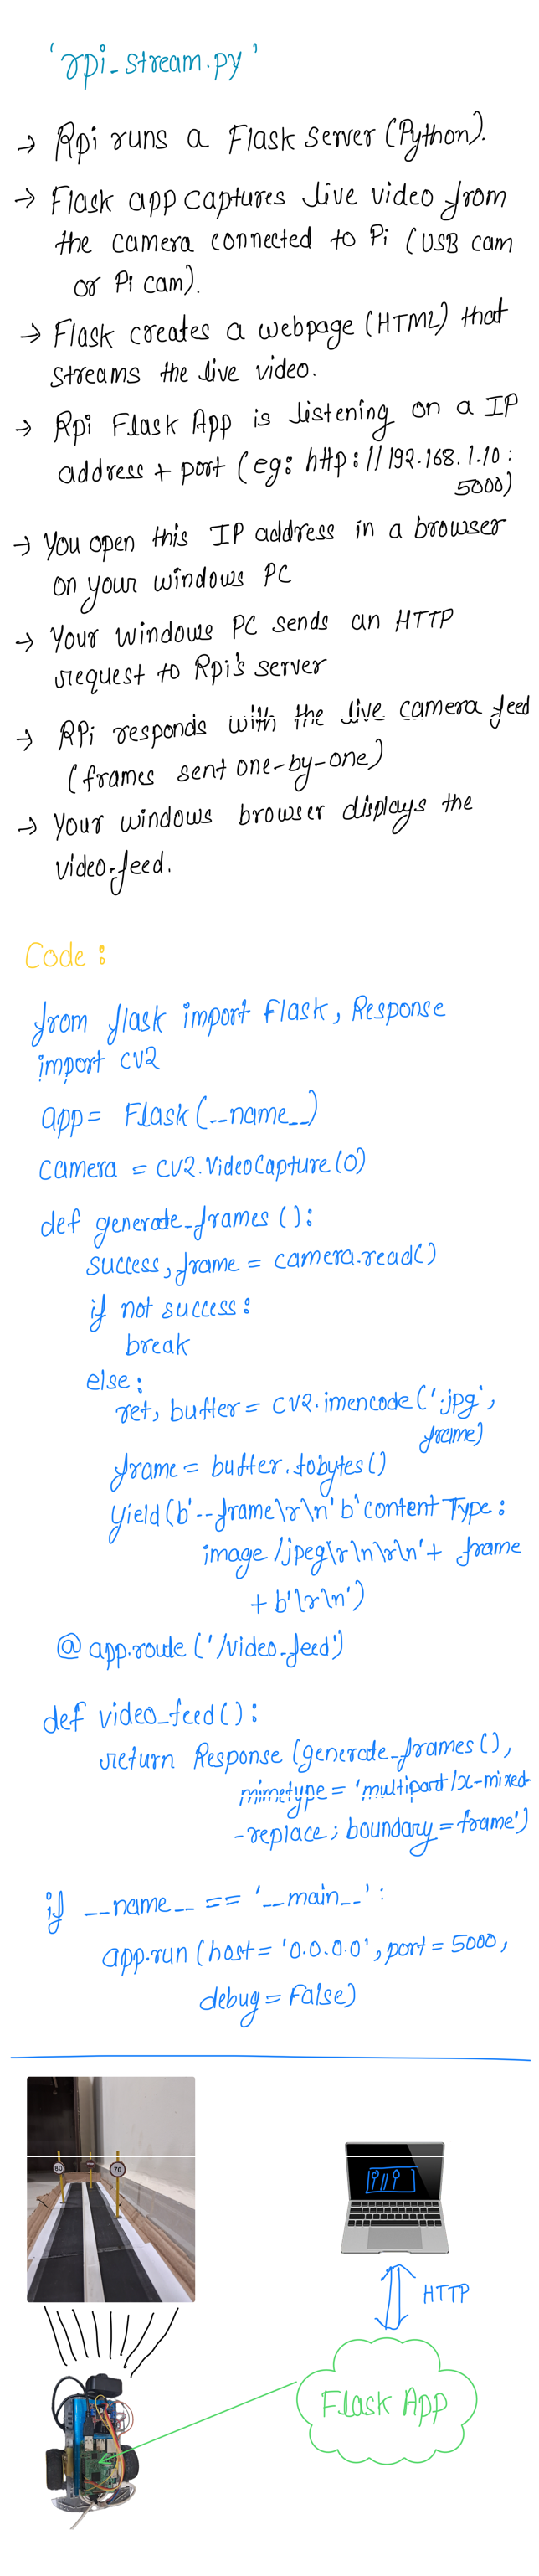 'rpi_stream.py'
→ Rpi runs a Flask Server (Python).
→ Flask app captures live video from
the camera connected to Pi (USB cam
or Pi cam).
→ Flask creates a webpage (HTML) that
streams the live video.
→ Rpi Flask App is listening on a IP
address + port (eg: http://192.168.1.10:
5000)
→ You open this IP address in a browser
on your windows PC
→ Your windows PC sends an HTTP
request to Rpi's server
→ RPi responds with the live camera feed
(frames sent one-by-one)
→ Your windows browser displays the
video-feed.
Code:
from flask import Flask, Response
import cv2
app = Flask(__name__)
camera = cv2.VideoCapture(0)
def generate_frames():
success, frame = camera.read()
if not success:
break
else:
ret, buffer = cv2.imencode('.jpg',
frame)
frame = buffer.tobytes()
yield(b'--frame\r\n' b'content Type:
image/jpeg\r\n\r\n' + frame
+ b'\r\n')
@app.route('/video_feed')
def video_feed():
return Response(generate_frames(),
mimetype = 'multipart/x-mixed-
-replace; boundary=frame')
if __name__ == '__main__':
app.run(host='0.0.0.0', port=5000,
debug=False)
80
70
HTTP
Flask App